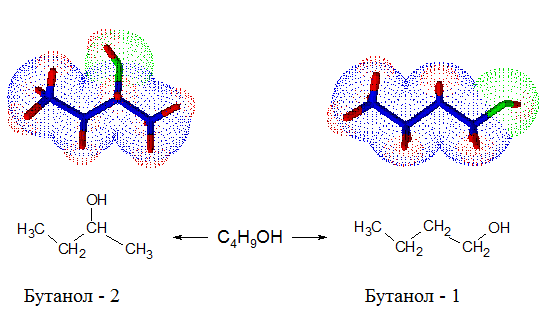 OH
H₃C CH CH₂ CH₃
C₄H₉OH
H₃C CH₂ CH₂ CH₂ OH
Бутанол - 2 Бутанол - 1